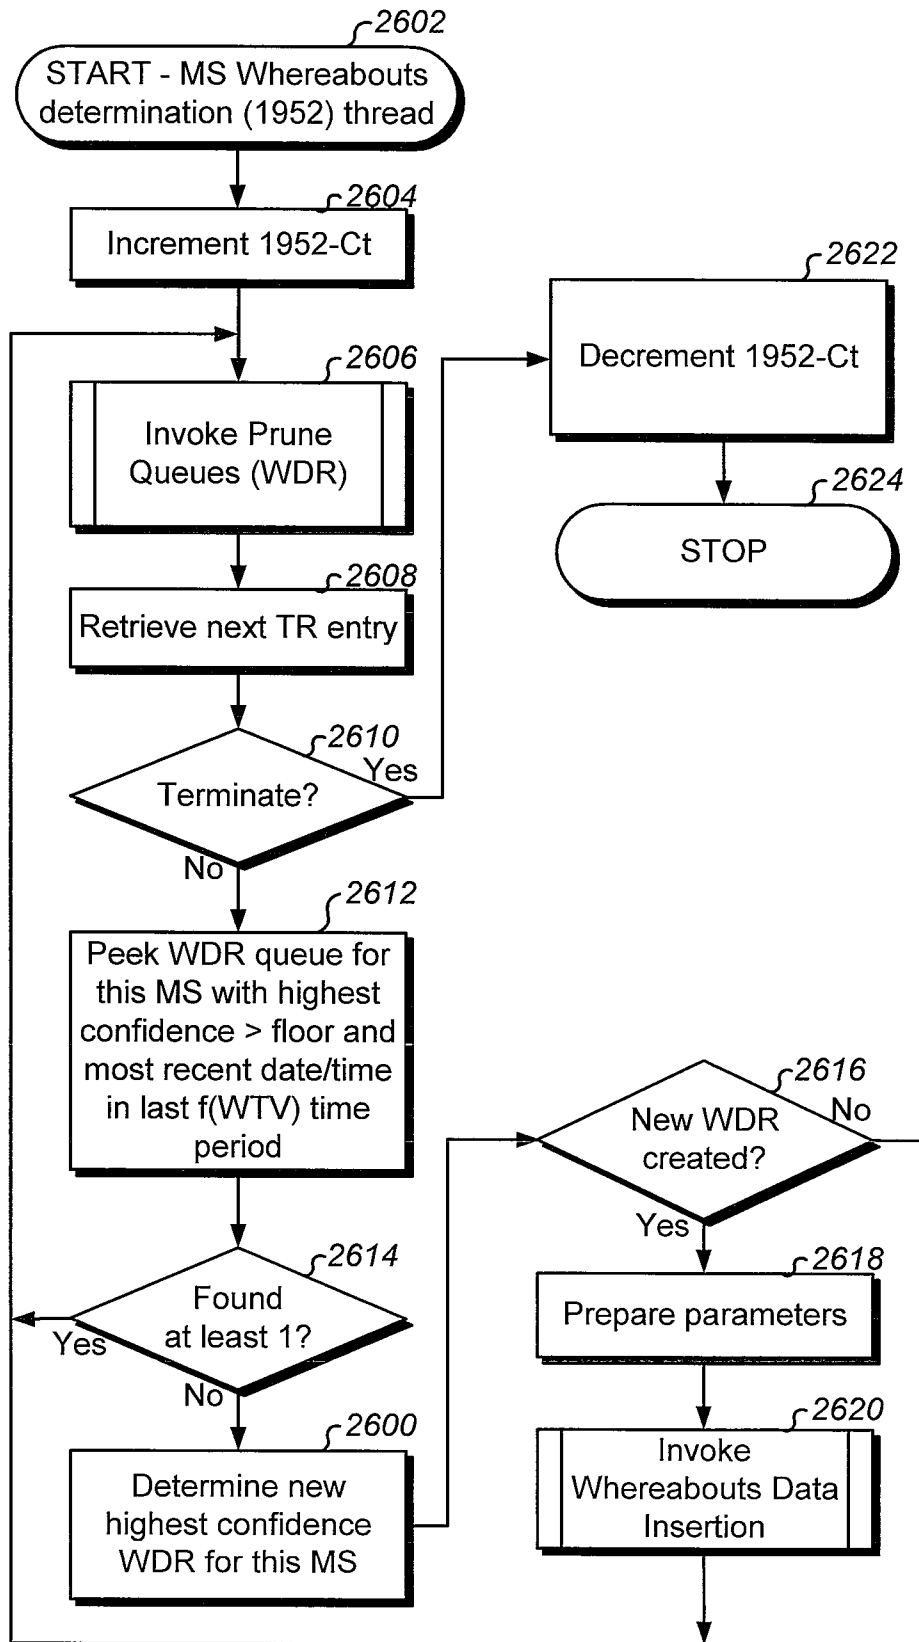 2602
START - MS Whereabouts
determination (1952) thread
2604
Increment 1952-Ct
2606
Invoke Prune
Queues (WDR)
2608
Retrieve next TR entry
2610
Terminate?
Yes
No
2622
Decrement 1952-Ct
2624
STOP
2612
Peek WDR queue for
this MS with highest
confidence > floor and
most recent date/time
in last f(WTV) time
period
2614
Found
at least 1?
Yes
No
2600
Determine new
highest confidence
WDR for this MS
2616
New WDR
created?
No
Yes
2618
Prepare parameters
2620
Invoke
Whereabouts Data
Insertion